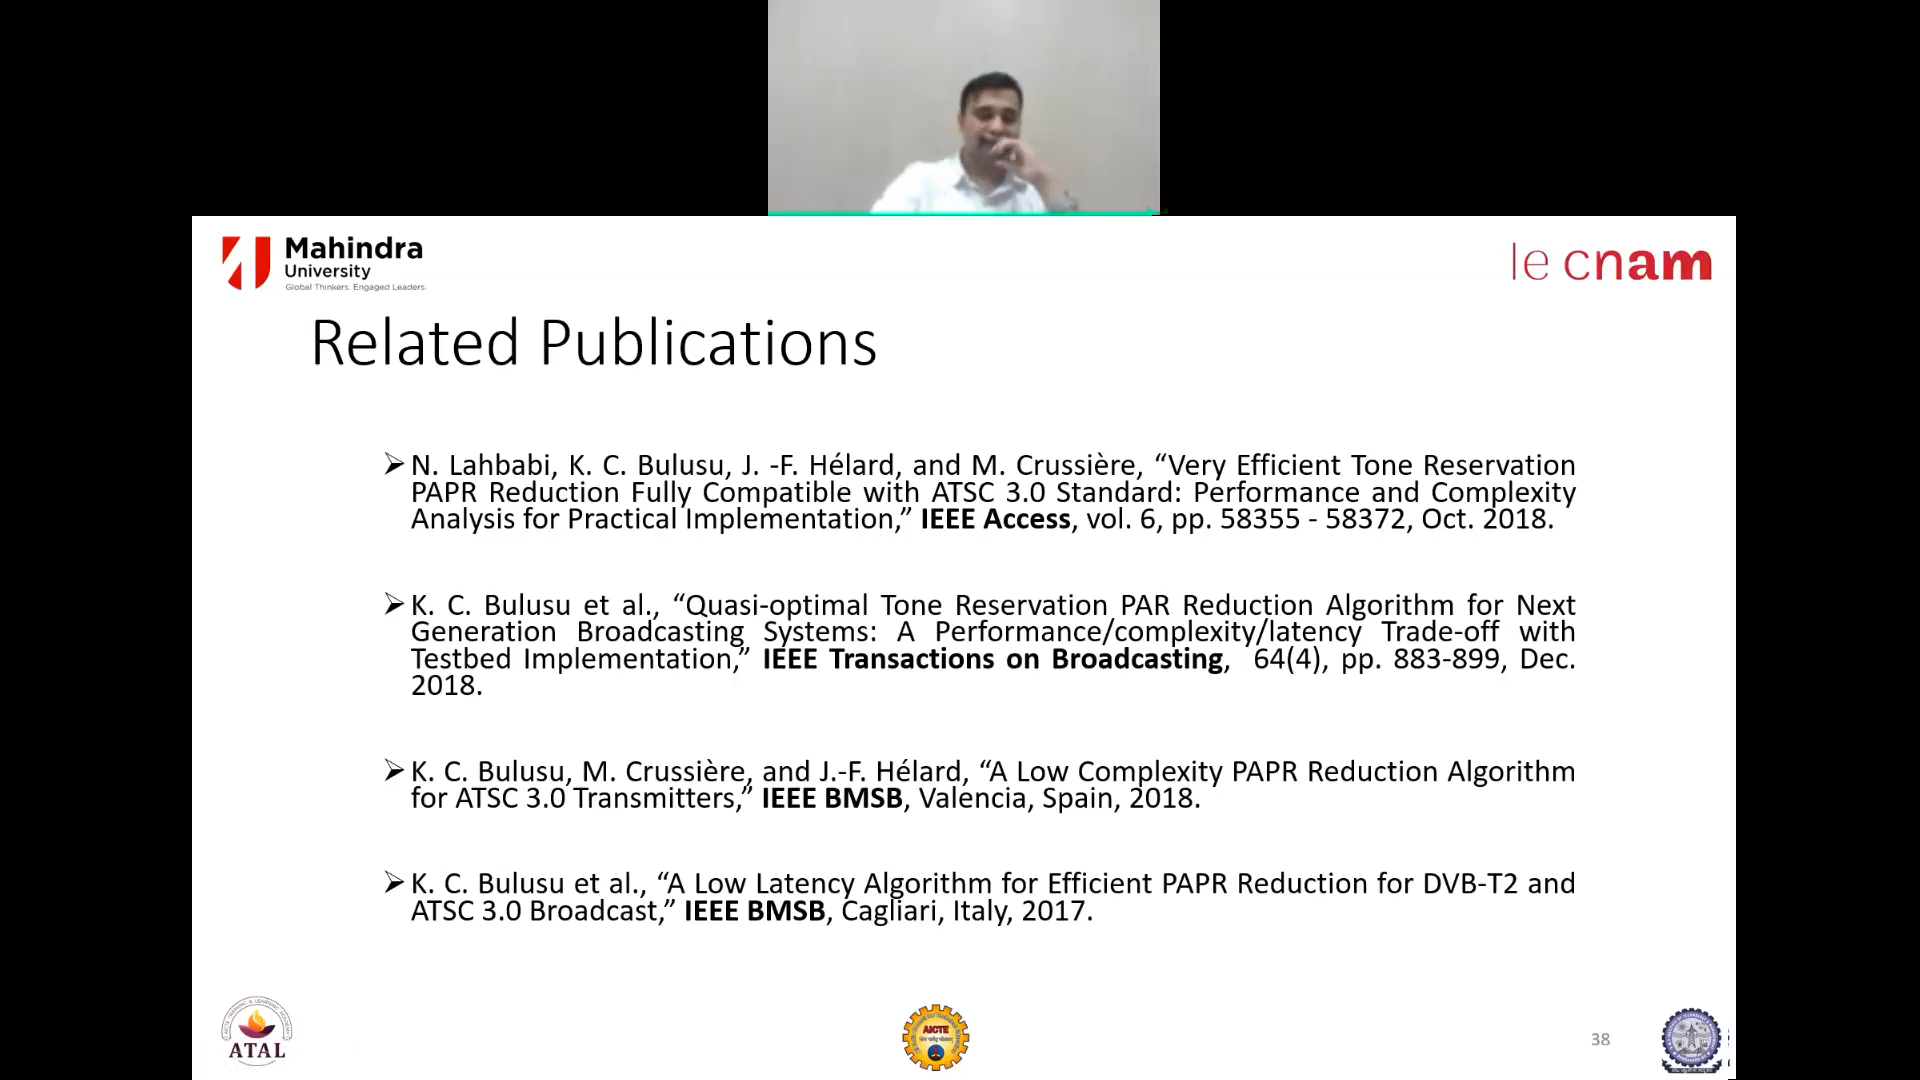 Mahindra
University
Global Thinkers. Engaged Leaders.
le cnam
Related Publications
➢ N. Lahbabi, K. C. Bulusu, J. -F. Hélard, and M. Crussière, “Very Efficient Tone Reservation
PAPR Reduction Fully Compatible with ATSC 3.0 Standard: Performance and Complexity
Analysis for Practical Implementation,” IEEE Access, vol. 6, pp. 58355 - 58372, Oct. 2018.
➢ K. C. Bulusu et al., “Quasi-optimal Tone Reservation PAR Reduction Algorithm for Next
Generation Broadcasting Systems: A Performance/complexity/latency Trade-off with
Testbed Implementation,” IEEE Transactions on Broadcasting, 64(4), pp. 883-899, Dec.
2018.
➢ K. C. Bulusu, M. Crussière, and J.-F. Hélard, “A Low Complexity PAPR Reduction Algorithm
for ATSC 3.0 Transmitters,” IEEE BMSB, Valencia, Spain, 2018.
➢ K. C. Bulusu et al., “A Low Latency Algorithm for Efficient PAPR Reduction for DVB-T2 and
ATSC 3.0 Broadcast,” IEEE BMSB, Cagliari, Italy, 2017.
AICTE TRAINING & LEARNING ACADEMY
ATAL
AICTE
38